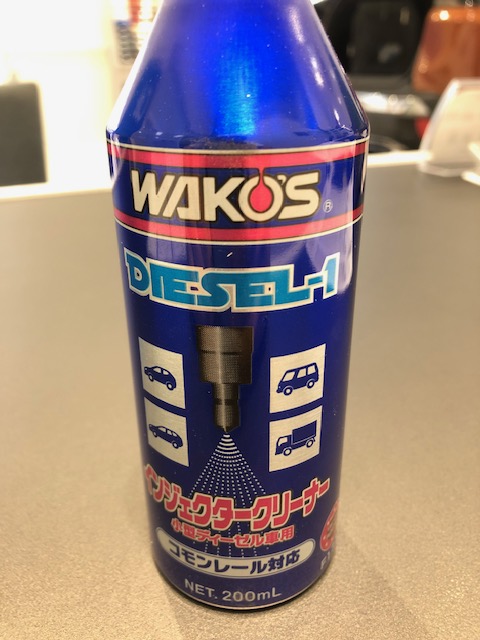 WAKO'S®
DIESEL-1
インジェクタークリーナー
小型ディーゼル車用
コモンレール対応
NET. 200mL